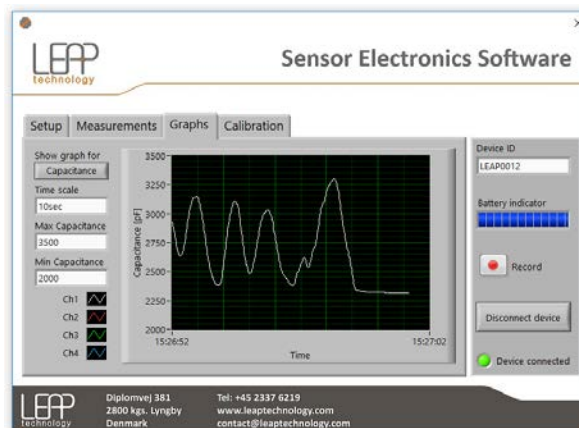 LEAP
technology
Sensor Electronics Software
Setup Measurements Graphs Calibration
Show graph for
Capacitance
Time scale
10sec
Max Capacitance
3500
Min Capacitance
2000
Ch1
Ch2
Ch3
Ch4
Capacitance [pF]
3500
3250
3000
2750
2500
2250
2000
15:26:52 15:27:02
Time
Device ID
LEAP0012
Battery indicator
Record
Disconnect device
Device connected
LEAP
technology
Diplomvej 381
2800 kgs. Lyngby
Denmark
Tel: +45 2337 6219
www.leaptechnology.com
contact@leaptechnology.com